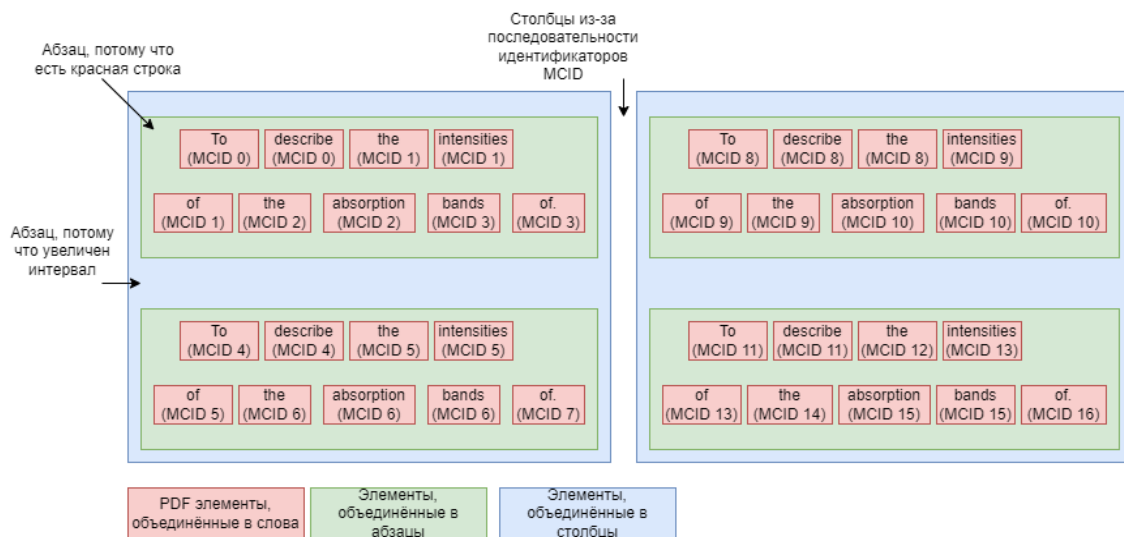 Столбцы из-за
последовательности
идентификаторов
MCID
Абзац, потому что
есть красная строка
Абзац, потому
что увеличен
интервал
To describe the intensities
(MCID 0) (MCID 0) (MCID 1) (MCID 1)
of the absorption bands of.
(MCID 1) (MCID 2) (MCID 2) (MCID 3) (MCID 3)
To describe the intensities
(MCID 4) (MCID 4) (MCID 5) (MCID 5)
of the absorption bands of.
(MCID 5) (MCID 6) (MCID 6) (MCID 6) (MCID 7)
To describe the intensities
(MCID 8) (MCID 8) (MCID 8) (MCID 9)
of the absorption bands of.
(MCID 9) (MCID 9) (MCID 10) (MCID 10) (MCID 10)
To describe the intensities
(MCID 11) (MCID 11) (MCID 12) (MCID 13)
of the absorption bands of.
(MCID 13) (MCID 14) (MCID 15) (MCID 15) (MCID 16)
PDF элементы,
объединённые в слова
Элементы,
объединённые в
абзацы
Элементы,
объединённые в
столбцы